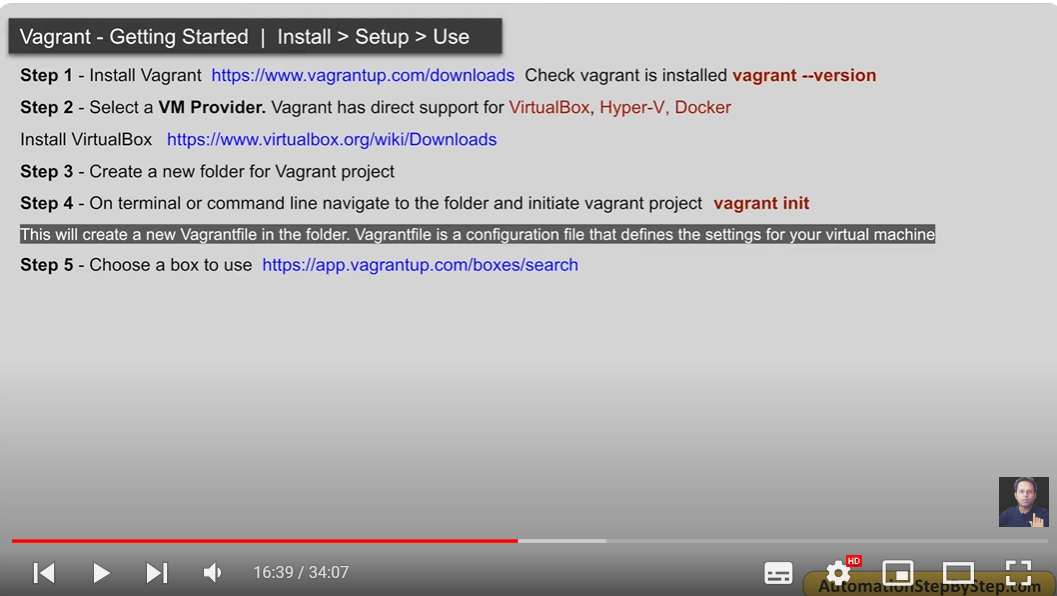 Vagrant - Getting Started | Install > Setup > Use
Step 1 - Install Vagrant https://www.vagrantup.com/downloads Check vagrant is installed vagrant --version
Step 2 - Select a VM Provider. Vagrant has direct support for VirtualBox, Hyper-V, Docker
Install VirtualBox https://www.virtualbox.org/wiki/Downloads
Step 3 - Create a new folder for Vagrant project
Step 4 - On terminal or command line navigate to the folder and initiate vagrant project vagrant init
This will create a new Vagrantfile in the folder. Vagrantfile is a configuration file that defines the settings for your virtual machine
Step 5 - Choose a box to use https://app.vagrantup.com/boxes/search
16:39 / 34:07
HD
AutomationStepByStep.com